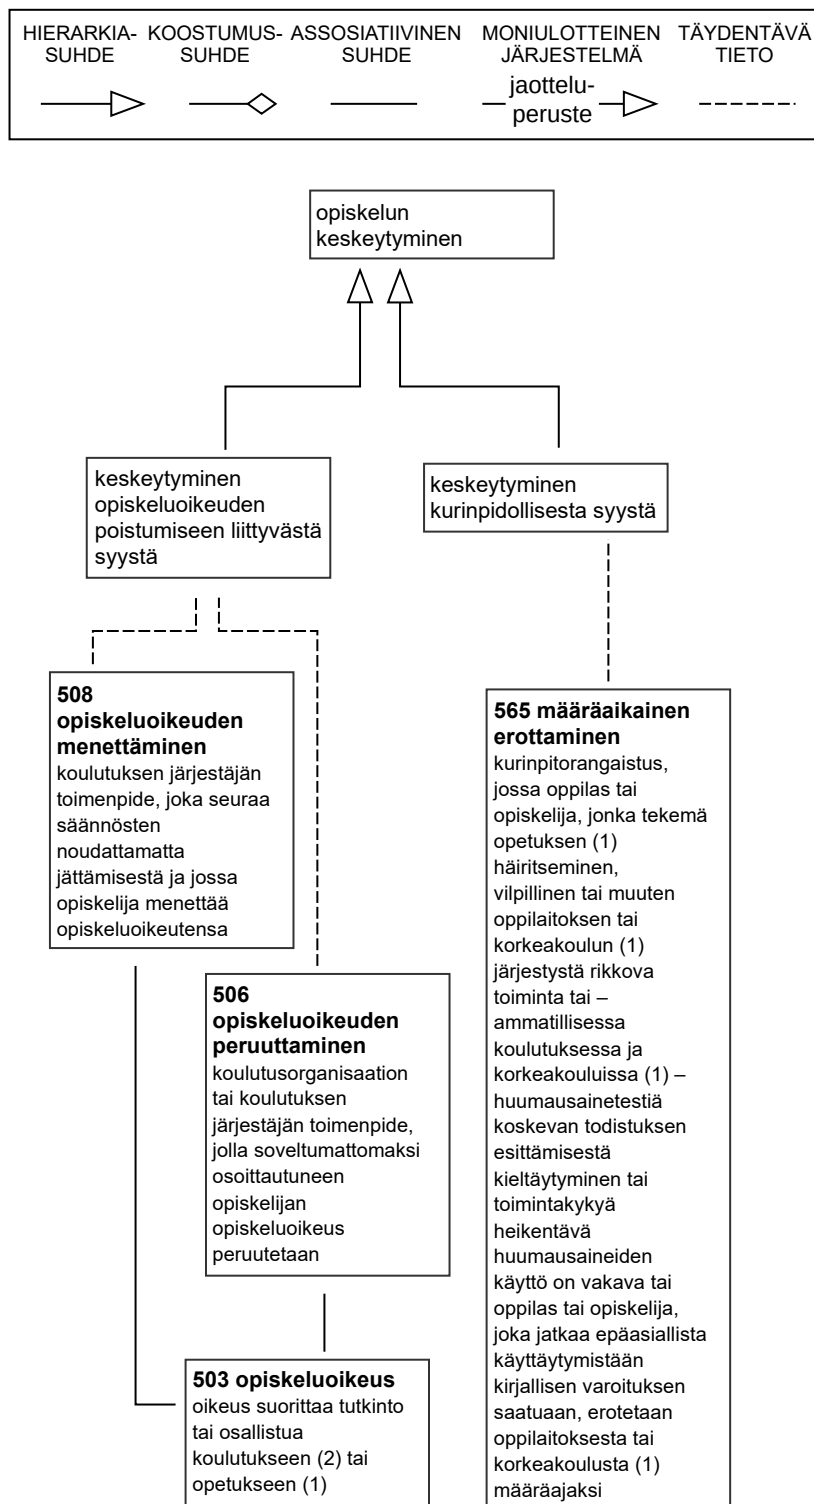 HIERARKIA-
SUHDE
KOOSTUMUS-
SUHDE
ASSOSIATIIVINEN
SUHDE
MONIULOTTEINEN
JÄRJESTELMÄ
jaottelu-
peruste
TÄYDENTÄVÄ
TIETO
opiskelun
keskeytyminen
keskeytyminen
opiskeluoikeuden
poistumiseen liittyvästä
syystä
keskeytyminen
kurinpidollisesta syystä
508
opiskeluoikeuden
menettäminen
koulutuksen järjestäjän
toimenpide, joka seuraa
säännösten
noudattamatta
jättämisestä ja jossa
opiskelija menettää
opiskeluoikeutensa
506
opiskeluoikeuden
peruuttaminen
koulutusorganisaation
tai koulutuksen
järjestäjän toimenpide,
jolla soveltumattomaksi
osoittautuneen
opiskelijan
opiskeluoikeus
peruutetaan
503 opiskeluoikeus
oikeus suorittaa tutkinto
tai osallistua
koulutukseen (2) tai
opetukseen (1)
565 määräaikainen
erottaminen
kurinpitorangaistus,
jossa oppilas tai
opiskelija, jonka tekemä
opetuksen (1)
häiritseminen,
vilpillinen tai muuten
oppilaitoksen tai
korkeakoulun (1)
järjestystä rikkova
toiminta tai –
ammatillisessa
koulutuksessa ja
korkeakouluissa (1) –
huumausainetestiä
koskevan todistuksen
esittämisestä
kieltäytyminen tai
toimintakykyä
heikentävä
huumausaineiden
käyttö on vakava tai
oppilas tai opiskelija,
joka jatkaa epäasiallista
käyttäytymistään
kirjallisen varoituksen
saatuaan, erotetaan
oppilaitoksesta tai
korkeakoulusta (1)
määräajaksi